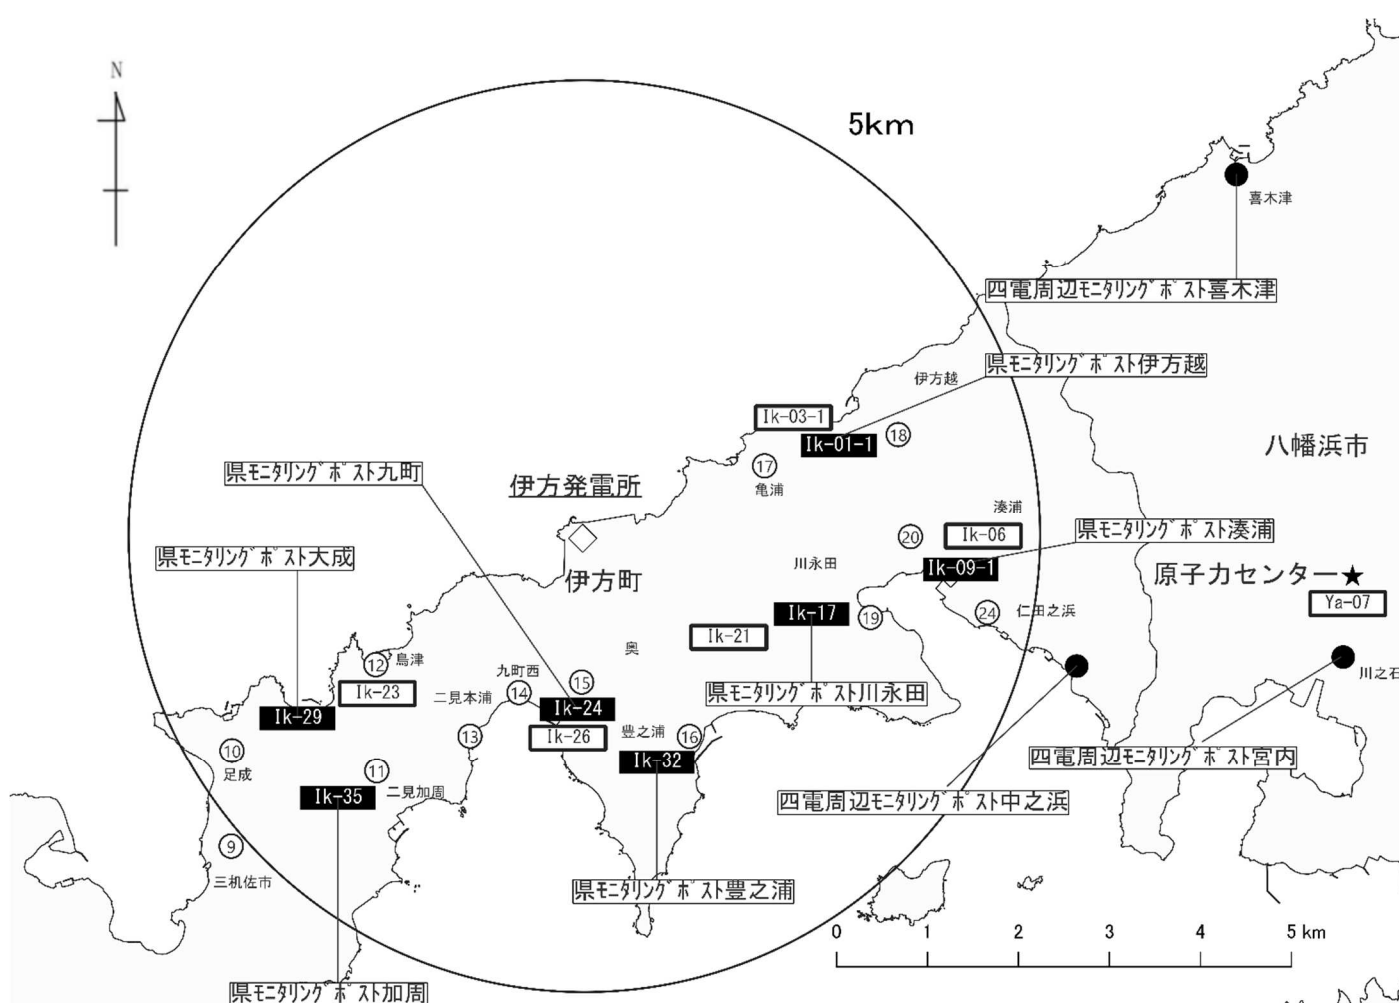 N
5km
喜木津
四電周辺モニタリングポスト喜木津
県モニタリングポスト伊方越
伊方越
Ik-03-1
Ik-01-1
⑱
八幡浜市
県モニタリングポスト九町
伊方発電所
⑰
亀浦
湊浦
県モニタリングポスト湊浦
⑳
Ik-06
県モニタリングポスト大成
伊方町
川永田
Ik-09-1
原子力センター★
Ya-07
Ik-17
⑲
㉔
仁田之浜
Ik-21
奥
⑫
鳥津
九町西
川之石
Ik-23
二見本浦
⑭
⑮
県モニタリングポスト川永田
Ik-29
Ik-24
⑩
足成
⑬
Ik-26
豊之浦
⑯
四電周辺モニタリングポスト宮内
⑪
Ik-32
Ik-35
二見加周
四電周辺モニタリングポスト中之浜
⑨
三机佐市
県モニタリングポスト豊之浦
0 1 2 3 4 5 km
県モニタリングポスト加周